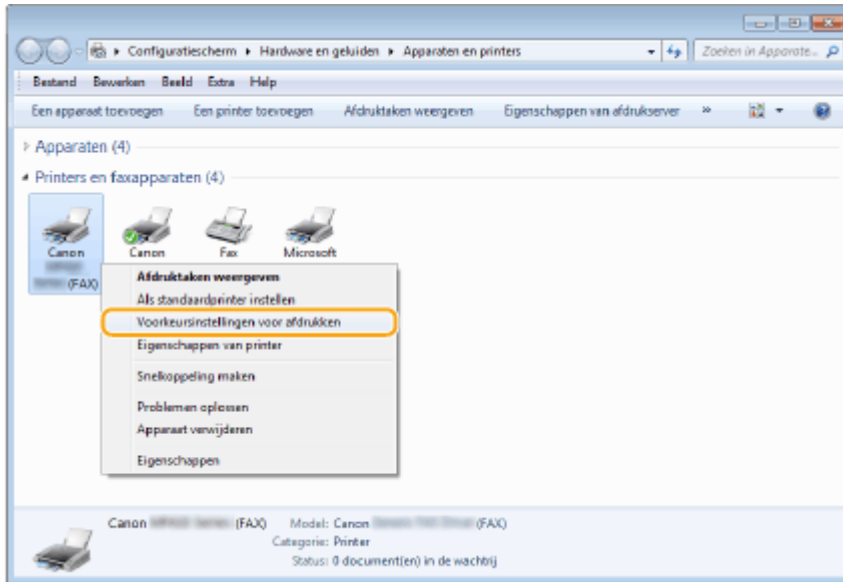 Configuratiescherm ▸ Hardware en geluiden ▸ Apparaten en printers
Zoeken in Apparate...
Bestand Bewerken Beeld Extra Help
Een apparaat toevoegen Een printer toevoegen Afdruktaken weergeven Eigenschappen van afdrukserver »
Apparaten (4)
Printers en faxapparaten (4)
Canon (FAX)
Canon
Fax
Microsoft
Afdruktaken weergeven
Als standaardprinter instellen
Voorkeursinstellingen voor afdrukken
Eigenschappen van printer
Snelkoppeling maken
Problemen oplossen
Apparaat verwijderen
Eigenschappen
Canon (FAX) Model: Canon (FAX)
Categorie: Printer
Status: 0 document(en) in de wachtrij